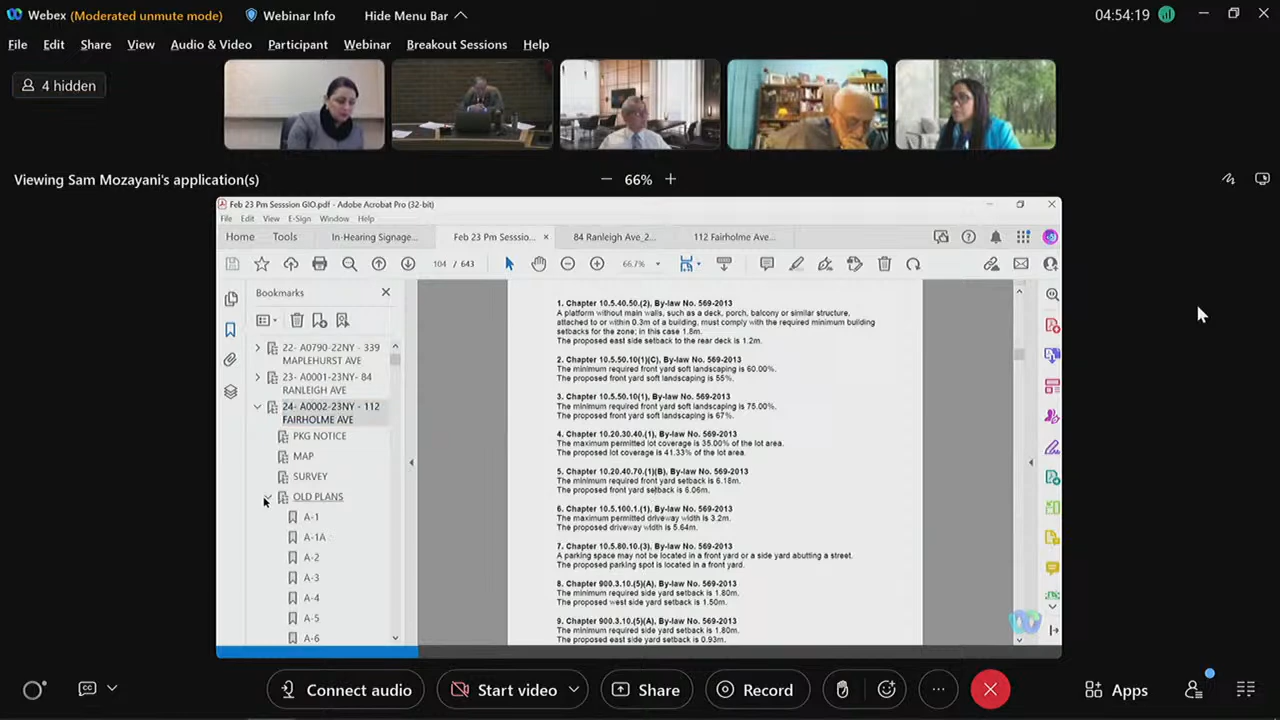 Webex (Moderated unmute mode) Webinar Info Hide Menu Bar 04:54:19
File Edit Share View Audio & Video Participant Webinar Breakout Sessions Help
4 hidden
Viewing Sam Mozayani's application(s) 66%
Feb 23 Pm Sesssion GIO.pdf - Adobe Acrobat Pro (32-bit)
File Edit View E-Sign Window Help
Home Tools In-Hearing Signage... Feb 23 Pm Sesssio... 84 Ranleigh Ave_2... 112 Fairholme Ave...
104 / 643 66.7%
Bookmarks
22- A0790-22NY - 339
MAPLEHURST AVE
23- A0001-23NY- 84
RANLEIGH AVE
24- A0002-23NY - 112
FAIRHOLME AVE
PKG NOTICE
MAP
SURVEY
OLD PLANS
A-1
A-1A
A-2
A-3
A-4
A-5
A-6
1. Chapter 10.5.40.50.(2), By-law No. 569-2013
A platform without main walls, such as a deck, porch, balcony or similar structure,
attached to or within 0.3m of a building, must comply with the required minimum building
setbacks for the zone; in this case 1.8m.
The proposed east side setback to the rear deck is 1.2m.
2. Chapter 10.5.50.10(1)(C), By-law No. 569-2013
The minimum required front yard soft landscaping is 60.00%.
The proposed front yard soft landscaping is 55%.
3. Chapter 10.5.50.10(1), By-law No. 569-2013
The minimum required front yard soft landscaping is 75.00%.
The proposed front yard soft landscaping is 67%.
4. Chapter 10.20.30.40.(1), By-law No. 569-2013
The maximum permitted lot coverage is 35.00% of the lot area.
The proposed lot coverage is 41.33% of the lot area.
5. Chapter 10.20.40.70.(1)(B), By-law No. 569-2013
The minimum required front yard setback is 6.18m.
The proposed front yard setback is 6.06m.
6. Chapter 10.5.100.1.(1), By-law No. 569-2013
The maximum permitted driveway width is 3.2m.
The proposed driveway width is 5.64m.
7. Chapter 10.5.80.10.(3), By-law No. 569-2013
A parking space may not be located in a front yard or a side yard abutting a street.
The proposed parking spot is located in a front yard.
8. Chapter 900.3.10.(5)(A), By-law No. 569-2013
The minimum required side yard setback is 1.80m.
The proposed west side yard setback is 1.50m.
9. Chapter 900.3.10.(5)(A), By-law No. 569-2013
The minimum required side yard setback is 1.80m.
The proposed east side yard setback is 0.93m.
CC Connect audio Start video Share Record Apps